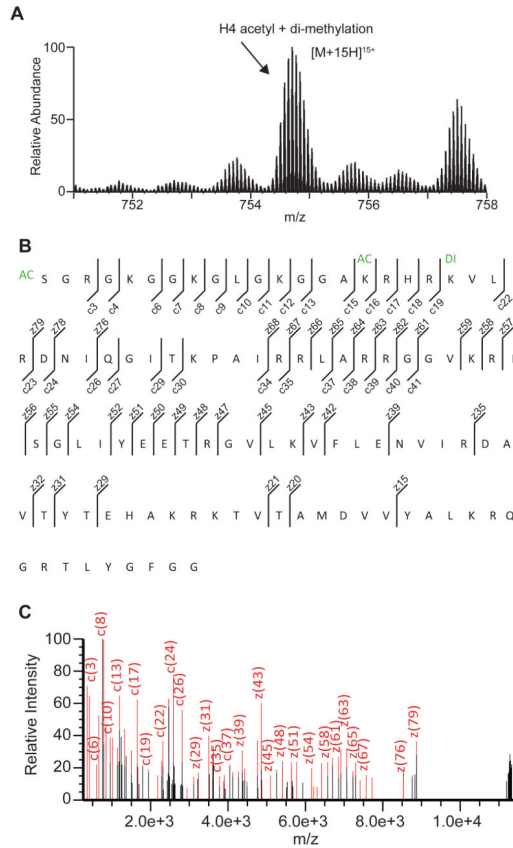 A
H4 acetyl + di-methylation
[M+15H]15+
Relative Abundance
100
50
0
752
754
756
758
m/z
B
AC DI
AC S G R G K G G K G L G K G G A K R H R K V L
c3 c4 c6 c7 c8 c9 c10 c11 c12 c13 c15 c16 c17 c18 c19 c22
z79 z78 z76 z68 z67 z66 z65 z64 z63 z62 z61 z59 z58 z57
R D N I Q G I T K P A I R R L A R R G G V K R I
c23 c24 c26 c27 c29 c30 c34 c35 c37 c38 c39 c40 c41
z56 z55 z54 z52 z51 z50 z49 z48 z47 z45 z43 z42 z39 z35
S G L I Y E E T R G V L K V F L E N V I R D A
z32 z31 z29 z21 z20 z15
V T Y T E H A K R K T V T A M D V V Y A L K R Q
G R T L Y G F G G
C
Relative Intensity
100
80
60
40
20
0
c(3)
c(6)
c(8)
c(10)
c(13)
c(17)
c(19)
c(22)
c(24)
c(26)
z(29)
z(31)
c(35)
c(37)
z(39)
z(43)
z(45)
z(48)
z(51)
z(54)
z(58)
z(61)
z(63)
z(65)
z(67)
z(76)
z(79)
2.0e+3
4.0e+3
6.0e+3
8.0e+3
1.0e+4
m/z